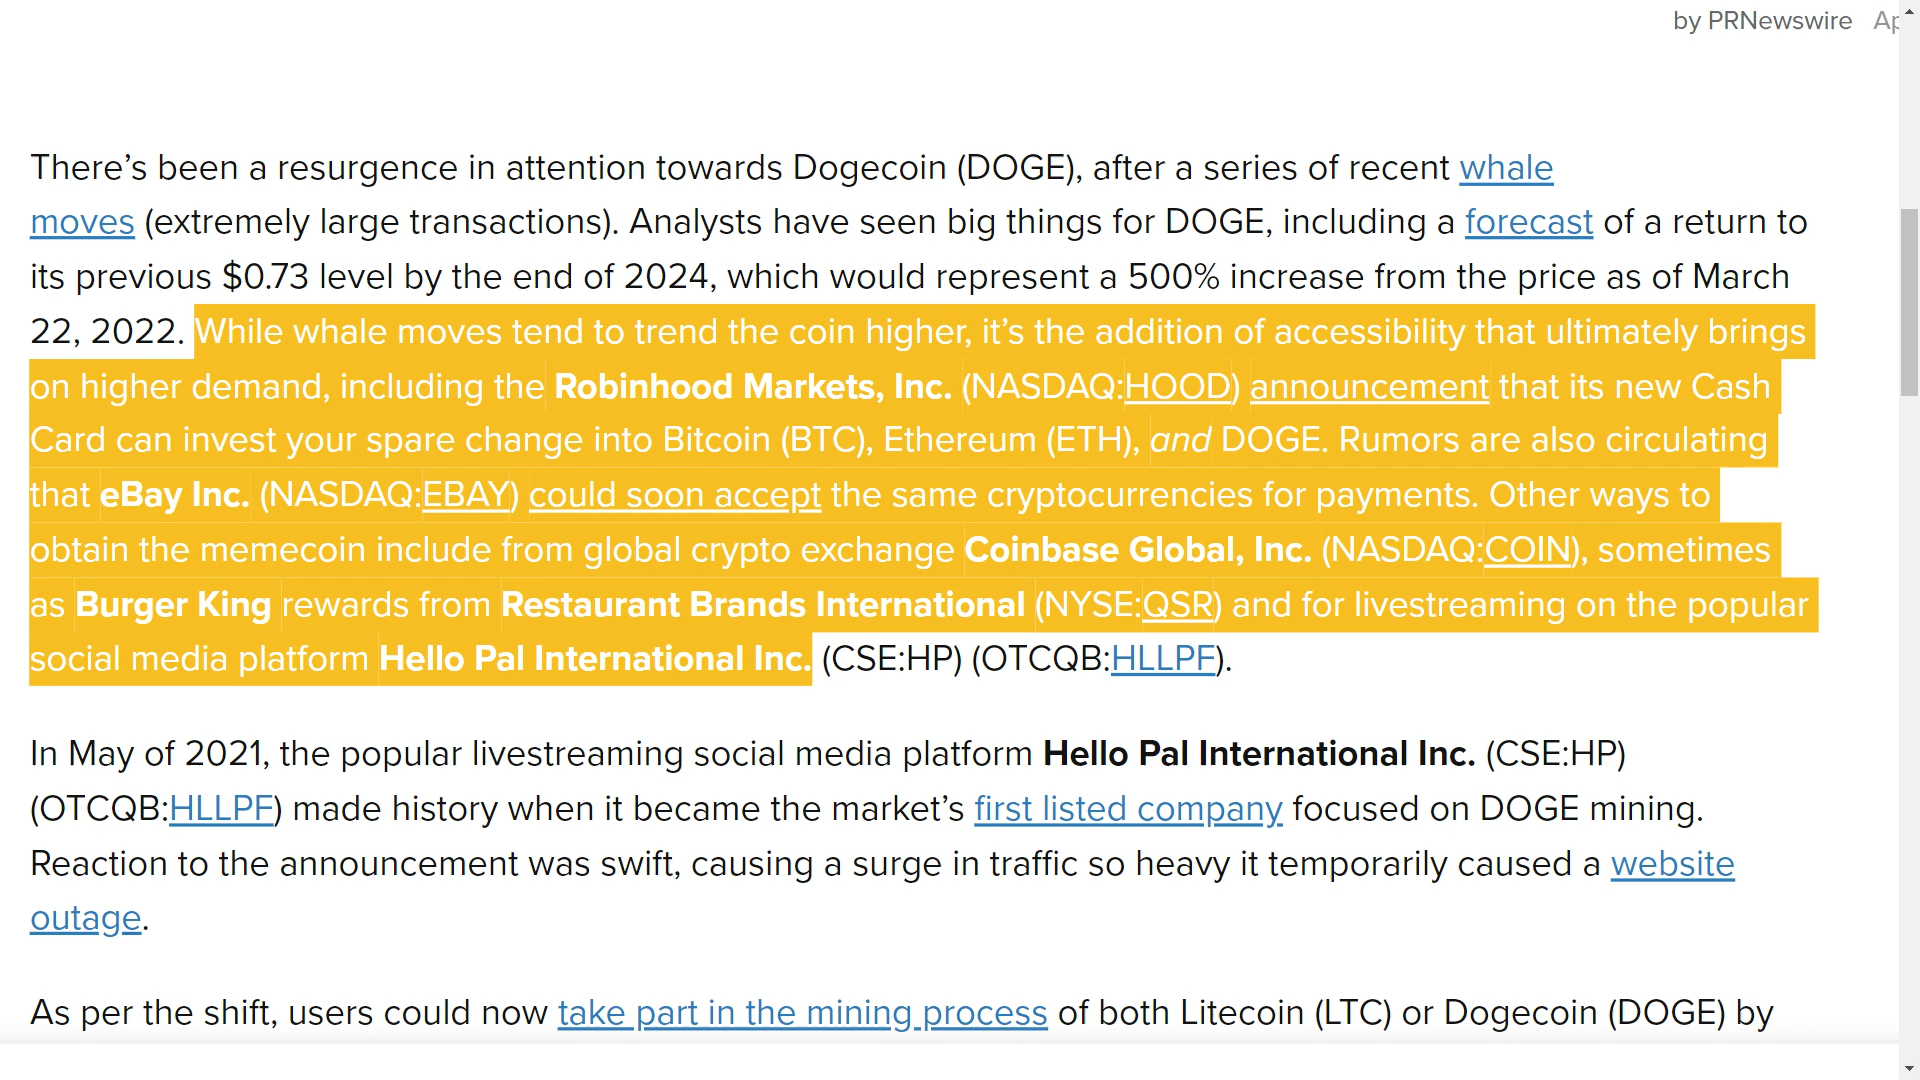 by PRNewswire Ap
There’s been a resurgence in attention towards Dogecoin (DOGE), after a series of recent whale
moves (extremely large transactions). Analysts have seen big things for DOGE, including a forecast of a return to
its previous $0.73 level by the end of 2024, which would represent a 500% increase from the price as of March
22, 2022. While whale moves tend to trend the coin higher, it’s the addition of accessibility that ultimately brings
on higher demand, including the Robinhood Markets, Inc. (NASDAQ:HOOD) announcement that its new Cash
Card can invest your spare change into Bitcoin (BTC), Ethereum (ETH), and DOGE. Rumors are also circulating
that eBay Inc. (NASDAQ:EBAY) could soon accept the same cryptocurrencies for payments. Other ways to
obtain the memecoin include from global crypto exchange Coinbase Global, Inc. (NASDAQ:COIN), sometimes
as Burger King rewards from Restaurant Brands International (NYSE:QSR) and for livestreaming on the popular
social media platform Hello Pal International Inc. (CSE:HP) (OTCQB:HLLPF).
In May of 2021, the popular livestreaming social media platform Hello Pal International Inc. (CSE:HP)
(OTCQB:HLLPF) made history when it became the market’s first listed company focused on DOGE mining.
Reaction to the announcement was swift, causing a surge in traffic so heavy it temporarily caused a website
outage.
As per the shift, users could now take part in the mining process of both Litecoin (LTC) or Dogecoin (DOGE) by